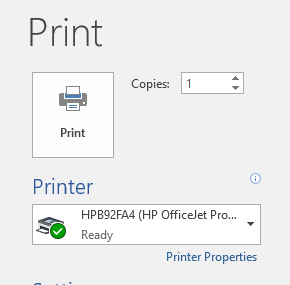 Print
Copies: 1
Print
Printer
HPB92FA4 (HP OfficeJet Pro...
Ready
Printer Properties